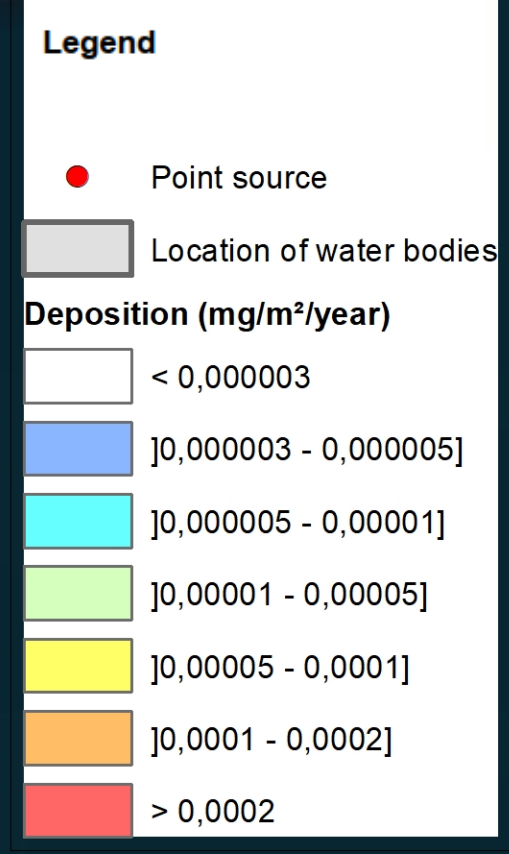 Legend
Point source
Location of water bodies
Deposition (mg/m²/year)
< 0,000003
]0,000003 - 0,000005]
]0,000005 - 0,00001]
]0,00001 - 0,00005]
]0,00005 - 0,0001]
]0,0001 - 0,0002]
> 0,0002